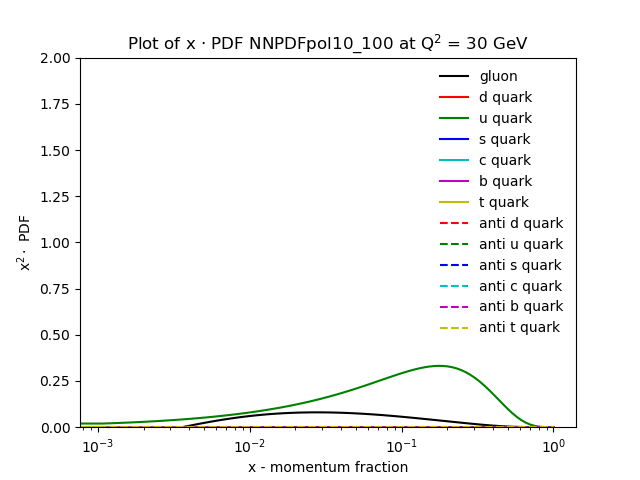 Plot of x · PDF NNPDFpol10_100 at Q² = 30 GeV
2.00
1.75
1.50
1.25
1.00
0.75
0.50
0.25
0.00
x² · PDF
gluon
d quark
u quark
s quark
c quark
b quark
t quark
anti d quark
anti u quark
anti s quark
anti c quark
anti b quark
anti t quark
10⁻³ 10⁻² 10⁻¹ 10⁰
x - momentum fraction